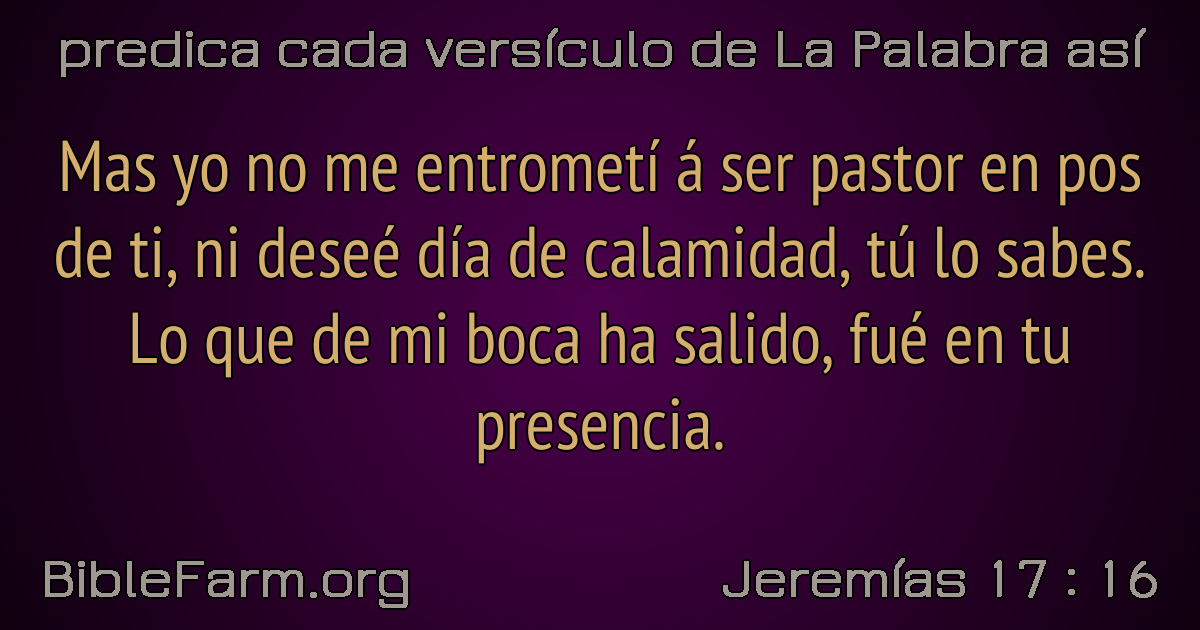 predica cada versículo de La Palabra así
Mas yo no me entrometí á ser pastor en pos
de ti, ni deseé día de calamidad, tú lo sabes.
Lo que de mi boca ha salido, fué en tu
presencia.
BibleFarm.org
Jeremías 17 : 16